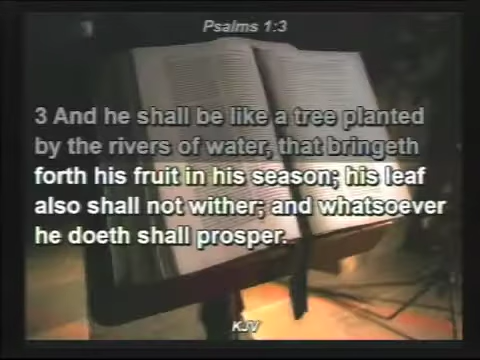 Psalms 1:3
3 And he shall be like a tree planted
by the rivers of water, that bringeth
forth his fruit in his season; his leaf
also shall not wither; and whatsoever
he doeth shall prosper.
KJV